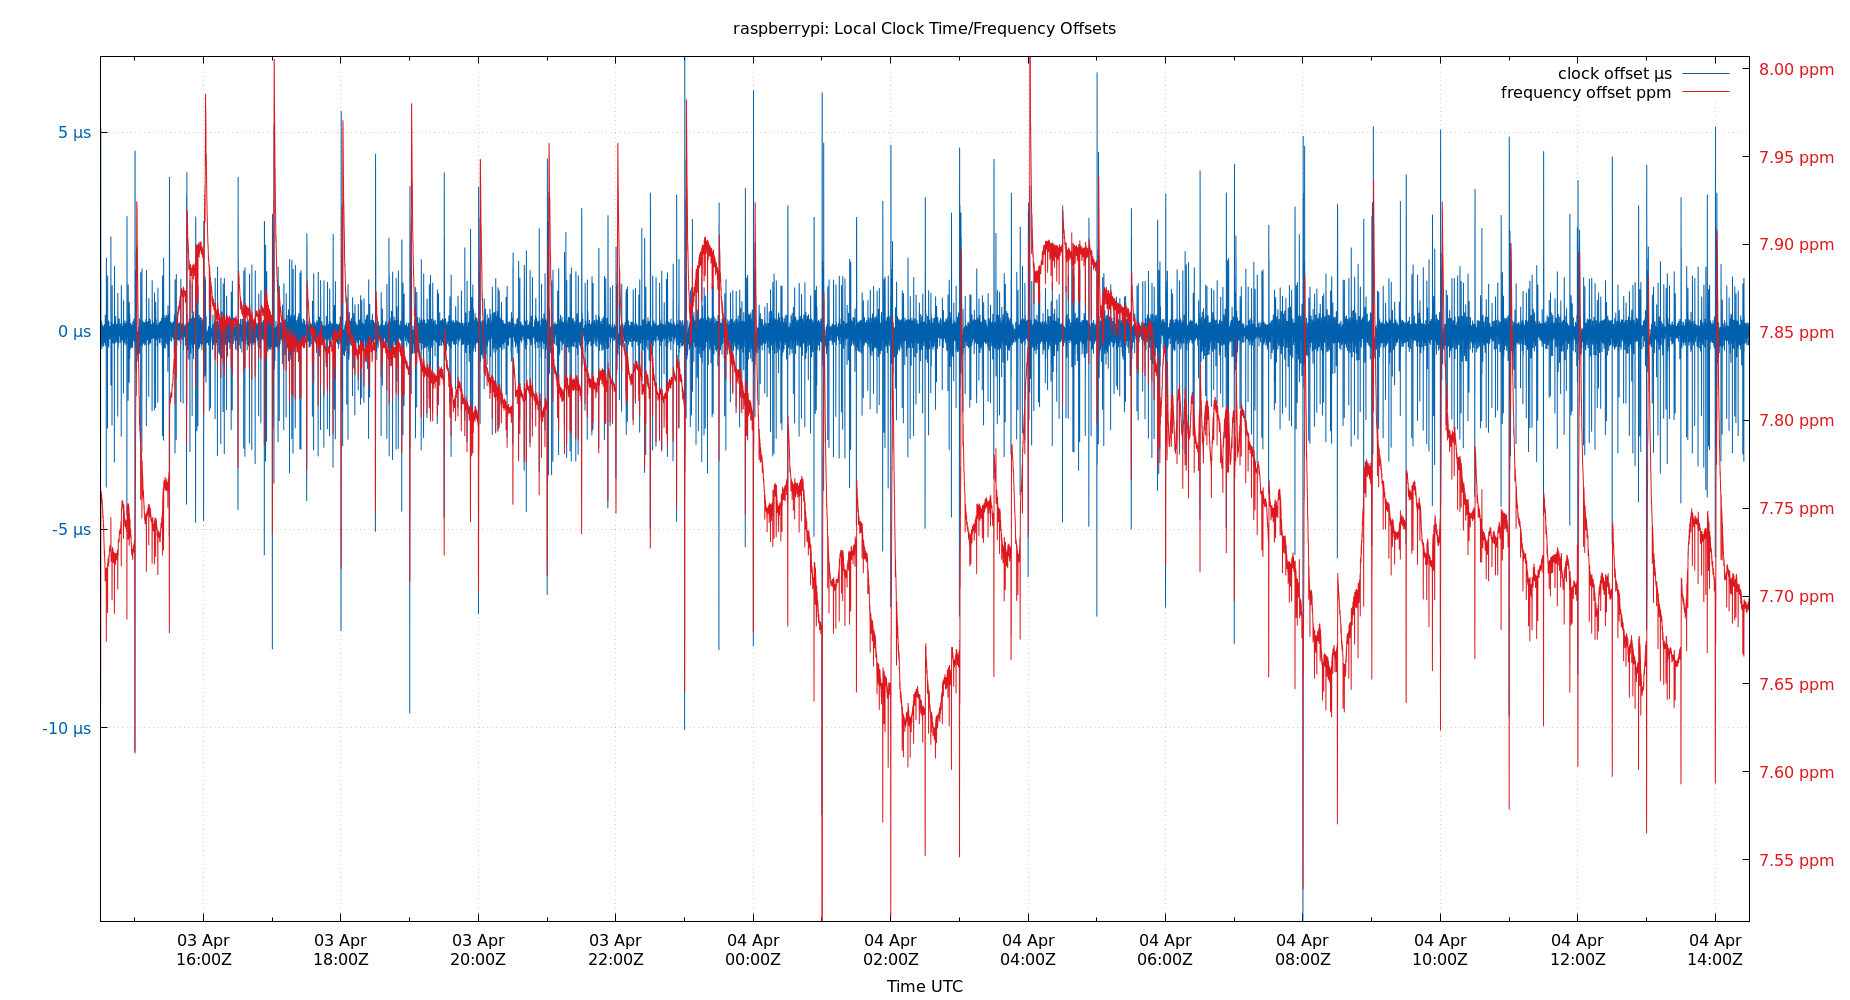 raspberrypi: Local Clock Time/Frequency Offsets
clock offset µs
frequency offset ppm
5 µs
0 µs
-5 µs
-10 µs
8.00 ppm
7.95 ppm
7.90 ppm
7.85 ppm
7.80 ppm
7.75 ppm
7.70 ppm
7.65 ppm
7.60 ppm
7.55 ppm
03 Apr 03 Apr 03 Apr 03 Apr 04 Apr 04 Apr 04 Apr 04 Apr 04 Apr 04 Apr 04 Apr 04 Apr
16:00Z 18:00Z 20:00Z 22:00Z 00:00Z 02:00Z 04:00Z 06:00Z 08:00Z 10:00Z 12:00Z 14:00Z
Time UTC